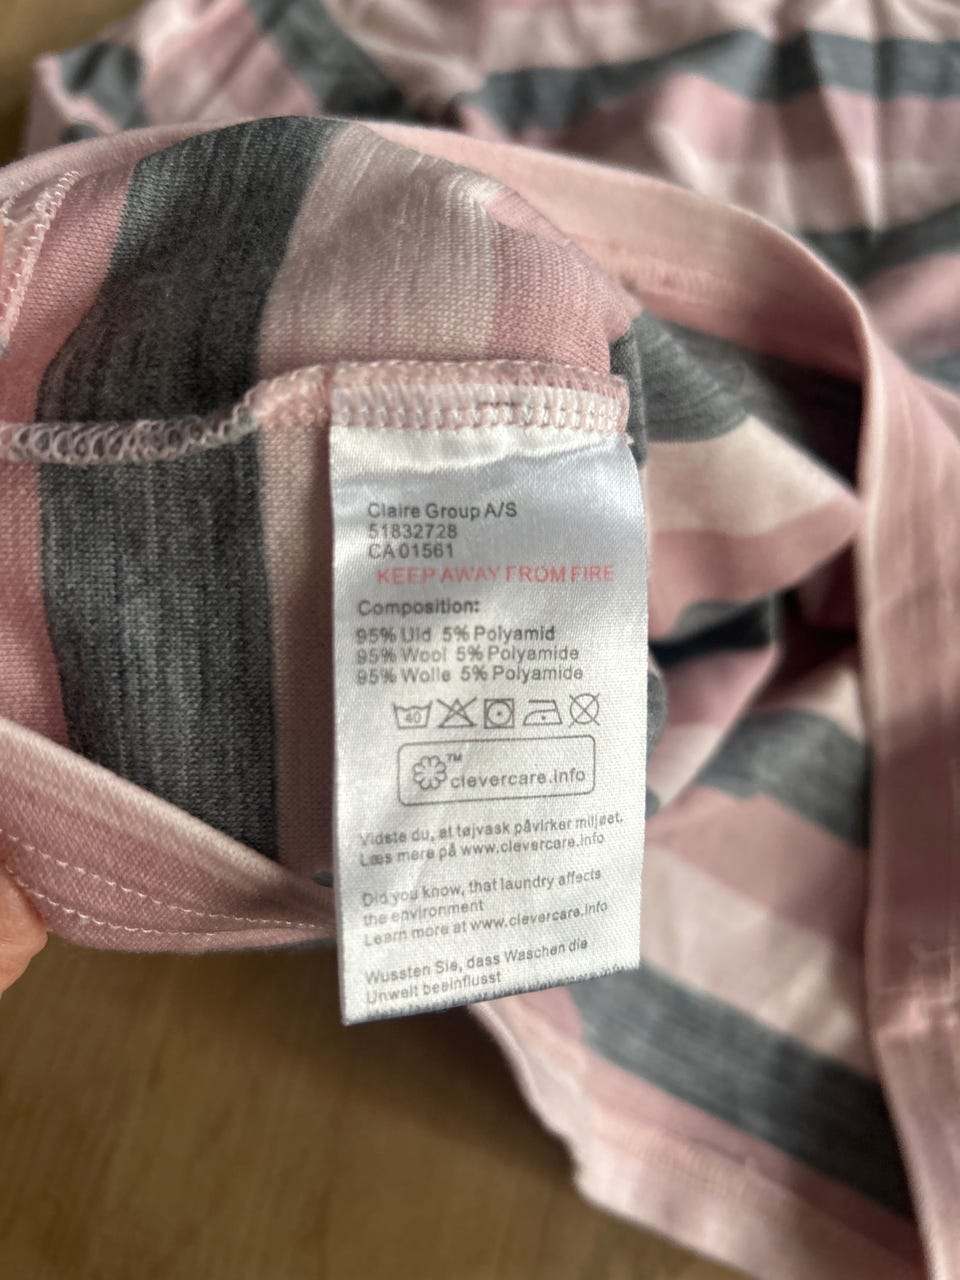 Claire Group A/S
51832728
CA 01561
KEEP AWAY FROM FIRE
Composition:
95% Uld 5% Polyamid
95% Wool 5% Polyamide
95% Wolle 5% Polyamide
40
™
clevercare.info
Vidste du, at tøjvask påvirker miljøet.
Læs mere på www.clevercare.info
Did you know, that laundry affects
the environment
Learn more at www.clevercare.info
Wussten Sie, dass Waschen die
Umwelt beeinflusst